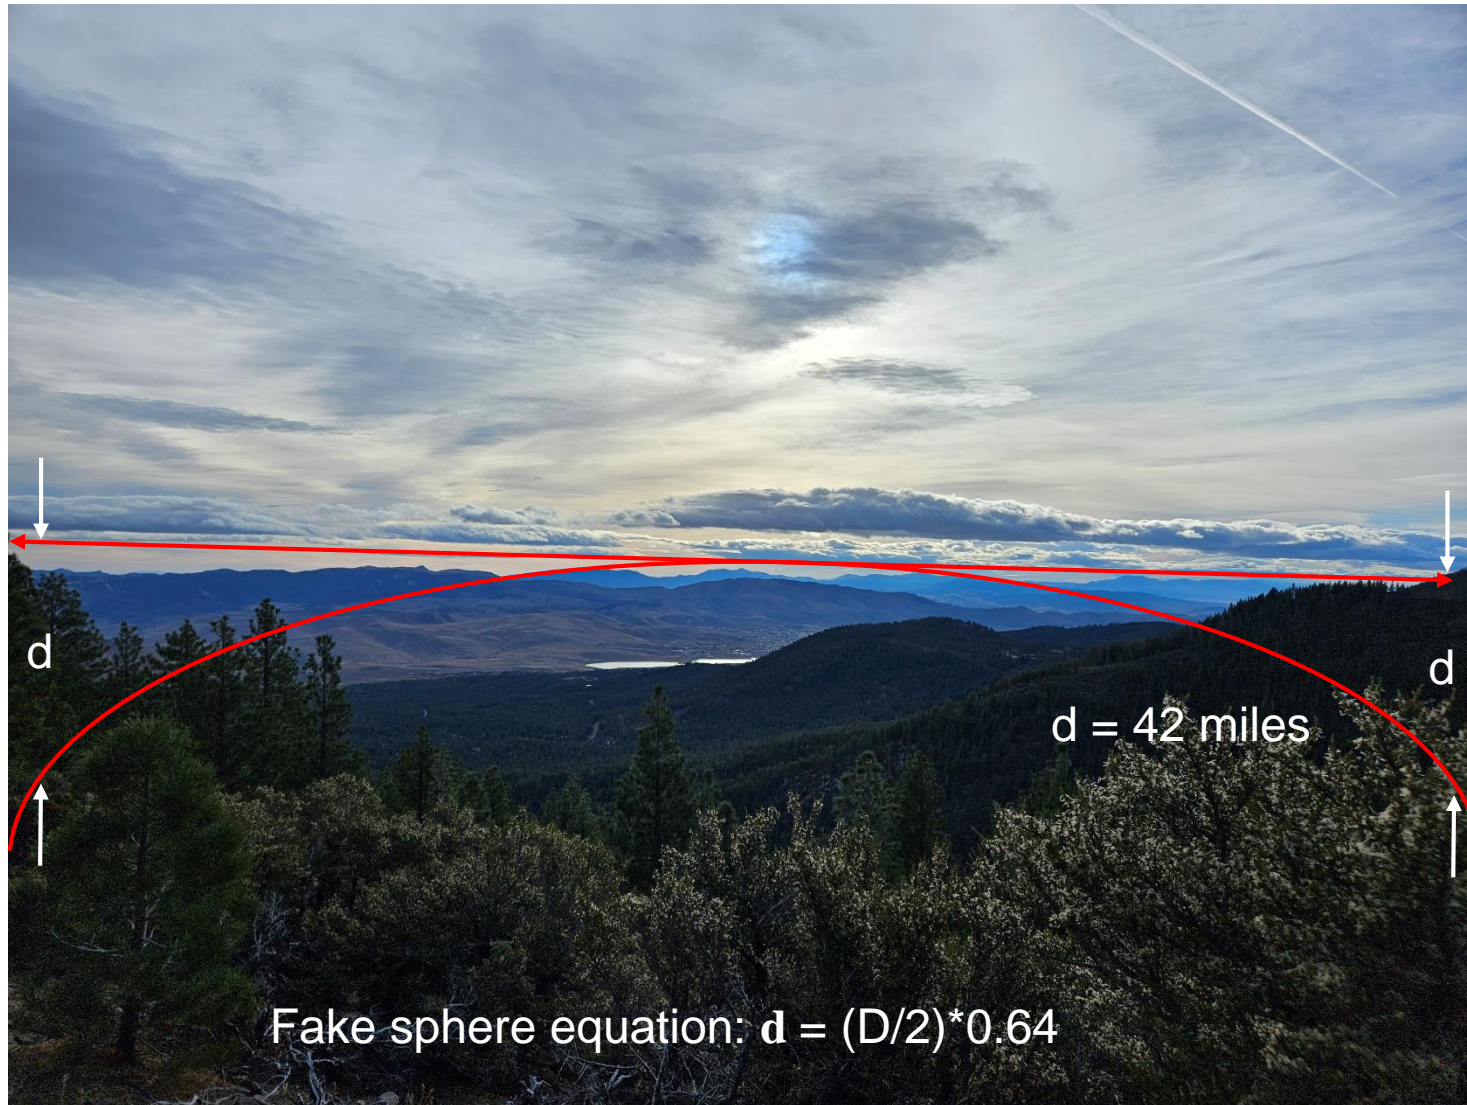 d
d
d = 42 miles
Fake sphere equation: d = (D/2)*0.64